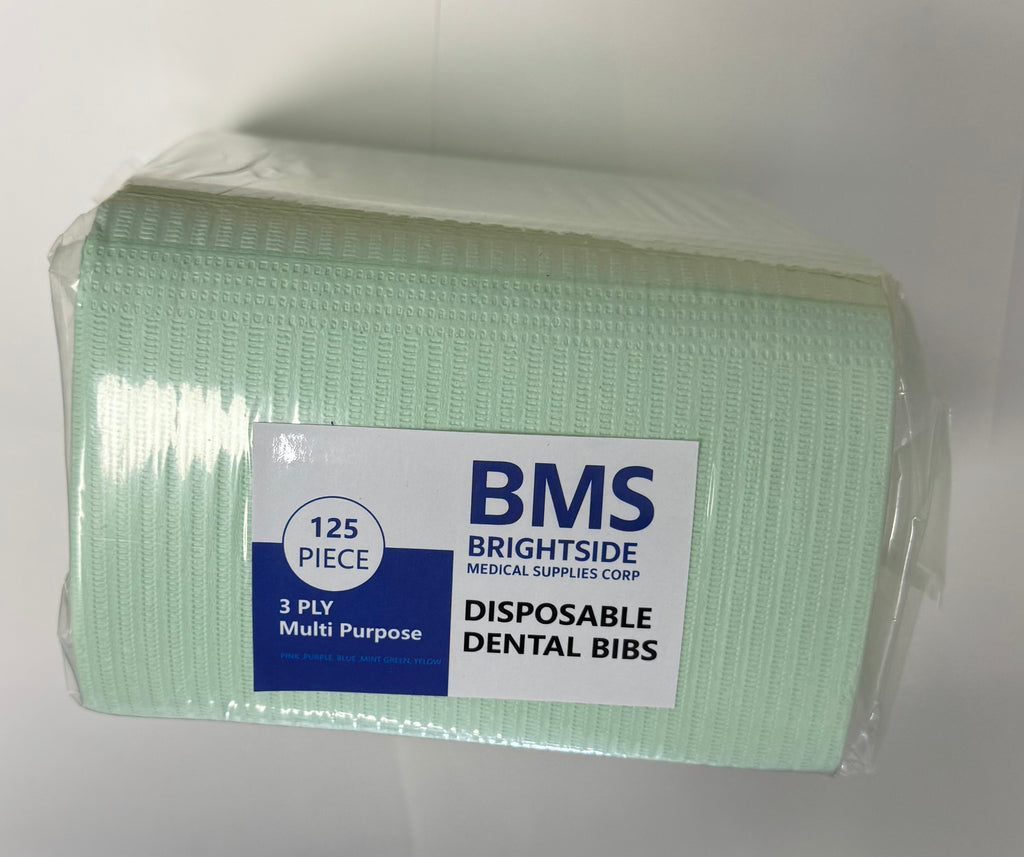 125
PIECE
3 PLY
Multi Purpose
PINK ,PURPLE, BLUE ,MINT GREEN, YELOW
BMS
BRIGHTSIDE
MEDICAL SUPPLIES CORP
DISPOSABLE
DENTAL BIBS